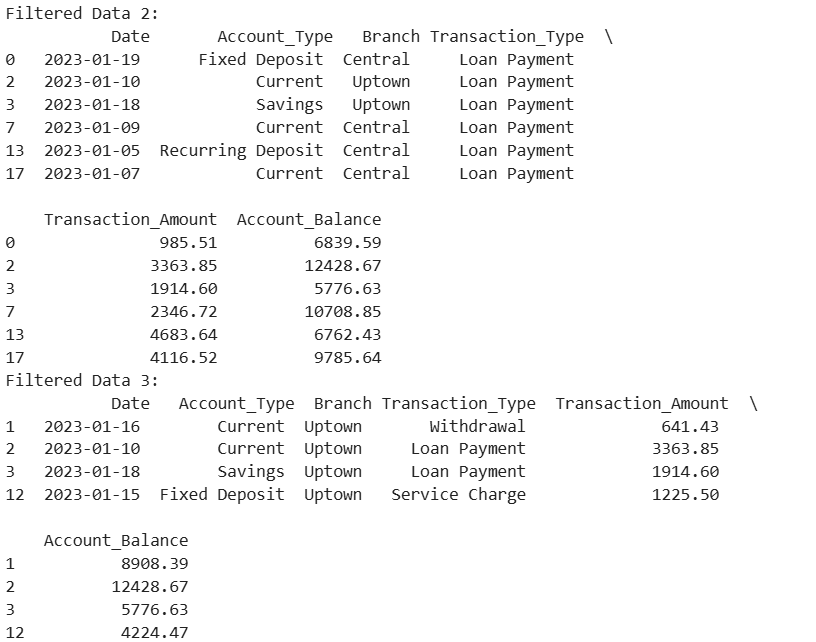 Filtered Data 2:
          Date       Account_Type   Branch Transaction_Type  \
0   2023-01-19      Fixed Deposit  Central     Loan Payment
2   2023-01-10            Current   Uptown     Loan Payment
3   2023-01-18            Savings   Uptown     Loan Payment
7   2023-01-09            Current  Central     Loan Payment
13  2023-01-05  Recurring Deposit  Central     Loan Payment
17  2023-01-07            Current  Central     Loan Payment

    Transaction_Amount  Account_Balance
0               985.51          6839.59
2              3363.85         12428.67
3              1914.60          5776.63
7              2346.72         10708.85
13             4683.64          6762.43
17             4116.52          9785.64
Filtered Data 3:
          Date   Account_Type  Branch Transaction_Type  Transaction_Amount  \
1   2023-01-16        Current  Uptown       Withdrawal              641.43
2   2023-01-10        Current  Uptown     Loan Payment             3363.85
3   2023-01-18        Savings  Uptown     Loan Payment             1914.60
12  2023-01-15  Fixed Deposit  Uptown   Service Charge             1225.50

    Account_Balance
1           8908.39
2          12428.67
3           5776.63
12          4224.47